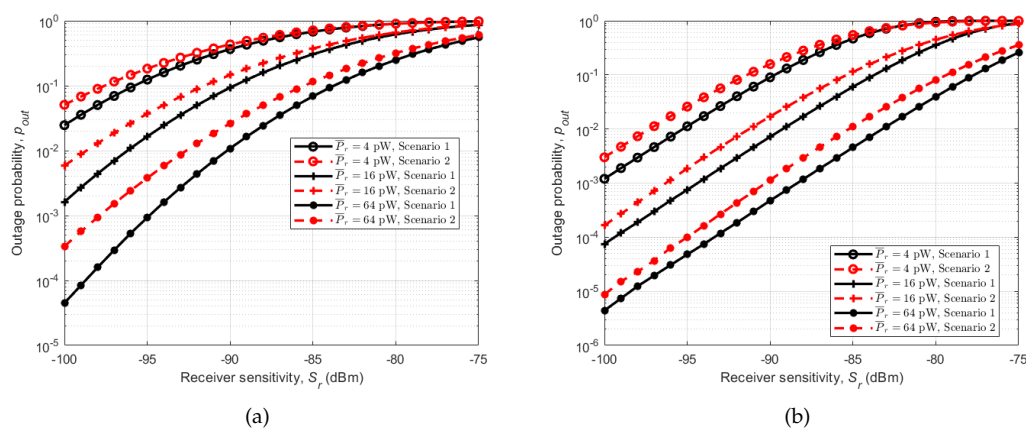 10^0
10^-1
10^-2
10^-3
10^-4
10^-5
Outage probability, p_out
P̅_r = 4 pW, Scenario 1
P̅_r = 4 pW, Scenario 2
P̅_r = 16 pW, Scenario 1
P̅_r = 16 pW, Scenario 2
P̅_r = 64 pW, Scenario 1
P̅_r = 64 pW, Scenario 2
-100 -95 -90 -85 -80 -75
Receiver sensitivity, S_r (dBm)
(a)
10^0
10^-1
10^-2
10^-3
10^-4
10^-5
10^-6
Outage probability, p_out
P̅_r = 4 pW, Scenario 1
P̅_r = 4 pW, Scenario 2
P̅_r = 16 pW, Scenario 1
P̅_r = 16 pW, Scenario 2
P̅_r = 64 pW, Scenario 1
P̅_r = 64 pW, Scenario 2
-100 -95 -90 -85 -80 -75
Receiver sensitivity, S_r (dBm)
(b)